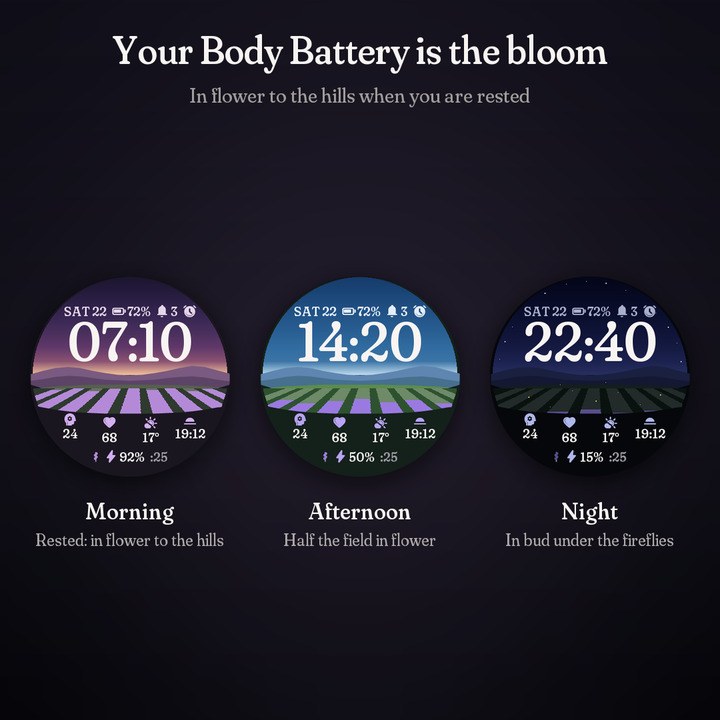 Your Body Battery is the bloom
In flower to the hills when you are rested
SAT 22 72% 3
07:10
24 68 17° 19:12
92% :25
SAT 22 72% 3
14:20
24 68 17° 19:12
50% :25
SAT 22 72% 3
22:40
24 68 17° 19:12
15% :25
Morning
Rested: in flower to the hills
Afternoon
Half the field in flower
Night
In bud under the fireflies